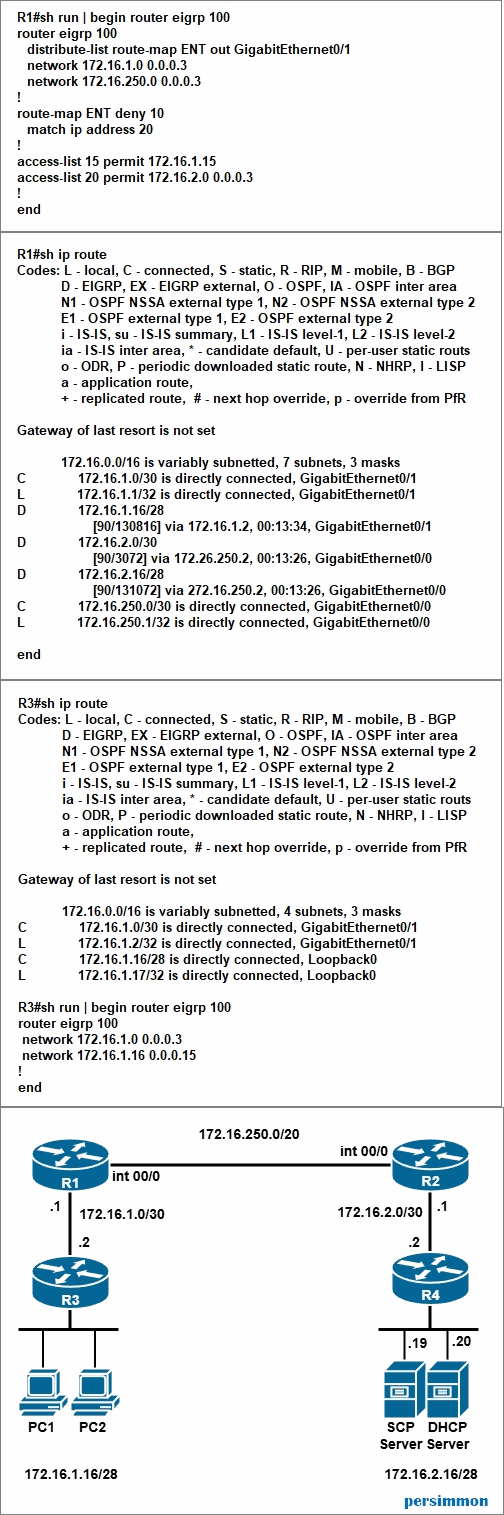 R1#sh run | begin router eigrp 100
router eigrp 100
distribute-list route-map ENT out GigabitEthernet0/1
network 172.16.1.0 0.0.0.3
network 172.16.250.0 0.0.0.3
!
route-map ENT deny 10
match ip address 20
!
access-list 15 permit 172.16.1.15
access-list 20 permit 172.16.2.0 0.0.0.3
!
end
R1#sh ip route
Codes: L - local, C - connected, S - static, R - RIP, M - mobile, B - BGP
D - EIGRP, EX - EIGRP external, O - OSPF, IA - OSPF inter area
N1 - OSPF NSSA external type 1, N2 - OSPF NSSA external type 2
E1 - OSPF external type 1, E2 - OSPF external type 2
i - IS-IS, su - IS-IS summary, L1 - IS-IS level-1, L2 - IS-IS level-2
ia - IS-IS inter area, * - candidate default, U - per-user static routs
o - ODR, P - periodic downloaded static route, N - NHRP, l - LISP
a - application route,
+ - replicated route, # - next hop override, p - override from PfR
Gateway of last resort is not set
172.16.0.0/16 is variably subnetted, 7 subnets, 3 masks
C 172.16.1.0/30 is directly connected, GigabitEthernet0/1
L 172.16.1.1/32 is directly connected, GigabitEthernet0/1
D 172.16.1.16/28
[90/130816] via 172.16.1.2, 00:13:34, GigabitEthernet0/1
D 172.16.2.0/30
[90/3072] via 172.26.250.2, 00:13:26, GigabitEthernet0/0
D 172.16.2.16/28
[90/131072] via 272.16.250.2, 00:13:26, GigabitEthernet0/0
C 172.16.250.0/30 is directly connected, GigabitEthernet0/0
L 172.16.250.1/32 is directly connected, GigabitEthernet0/0
end
R3#sh ip route
Codes: L - local, C - connected, S - static, R - RIP, M - mobile, B - BGP
D - EIGRP, EX - EIGRP external, O - OSPF, IA - OSPF inter area
N1 - OSPF NSSA external type 1, N2 - OSPF NSSA external type 2
E1 - OSPF external type 1, E2 - OSPF external type 2
i - IS-IS, su - IS-IS summary, L1 - IS-IS level-1, L2 - IS-IS level-2
ia - IS-IS inter area, * - candidate default, U - per-user static routs
o - ODR, P - periodic downloaded static route, N - NHRP, l - LISP
a - application route,
+ - replicated route, # - next hop override, p - override from PfR
Gateway of last resort is not set
172.16.0.0/16 is variably subnetted, 4 subnets, 3 masks
C 172.16.1.0/30 is directly connected, GigabitEthernet0/1
L 172.16.1.2/32 is directly connected, GigabitEthernet0/1
C 172.16.1.16/28 is directly connected, Loopback0
L 172.16.1.17/32 is directly connected, Loopback0
R3#sh run | begin router eigrp 100
router eigrp 100
network 172.16.1.0 0.0.0.3
network 172.16.1.16 0.0.0.15
!
end
172.16.250.0/20
int 00/0
R1
R2
int 00/0
.1
172.16.1.0/30
172.16.2.0/30
.1
.2
.2
R3
R4
.19
.20
PC1
PC2
SCP Server
DHCP Server
172.16.1.16/28
172.16.2.16/28
persimmon